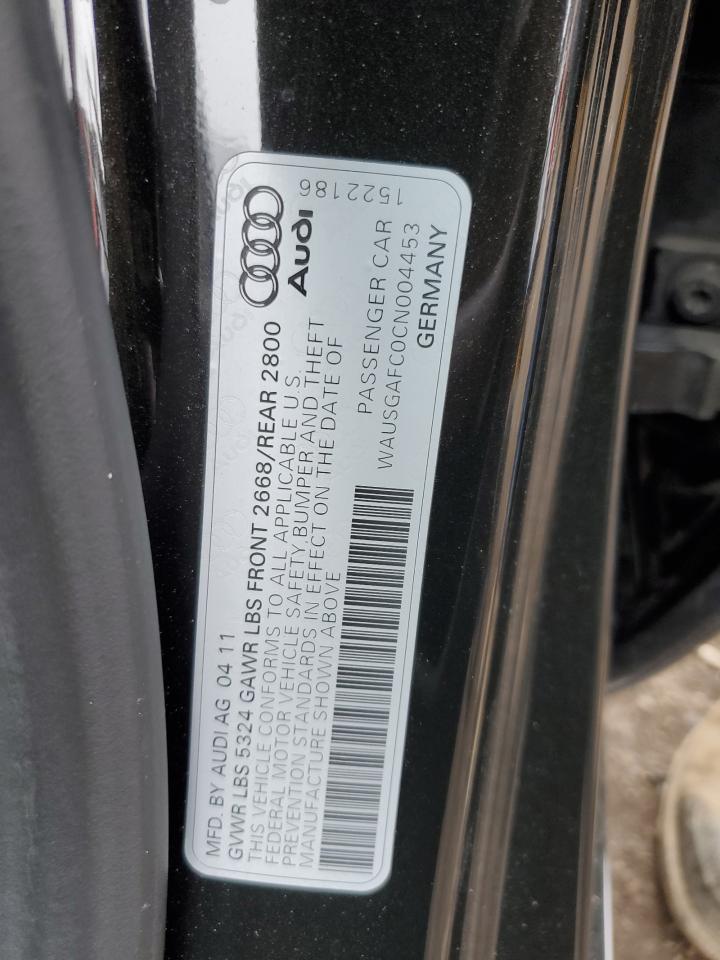 MFD. BY AUDI AG 04 11
GVWR LBS 5324 GAWR LBS FRONT 2668/REAR 2800
THIS VEHICLE CONFORMS TO ALL APPLICABLE U.S.
FEDERAL MOTOR VEHICLE SAFETY BUMPER AND THEFT
PREVENTION STANDARDS IN EFFECT ON THE DATE OF
MANUFACTURE SHOWN ABOVE
Audi
1522186
PASSENGER CAR
WAUSGAFC0CN004453
GERMANY